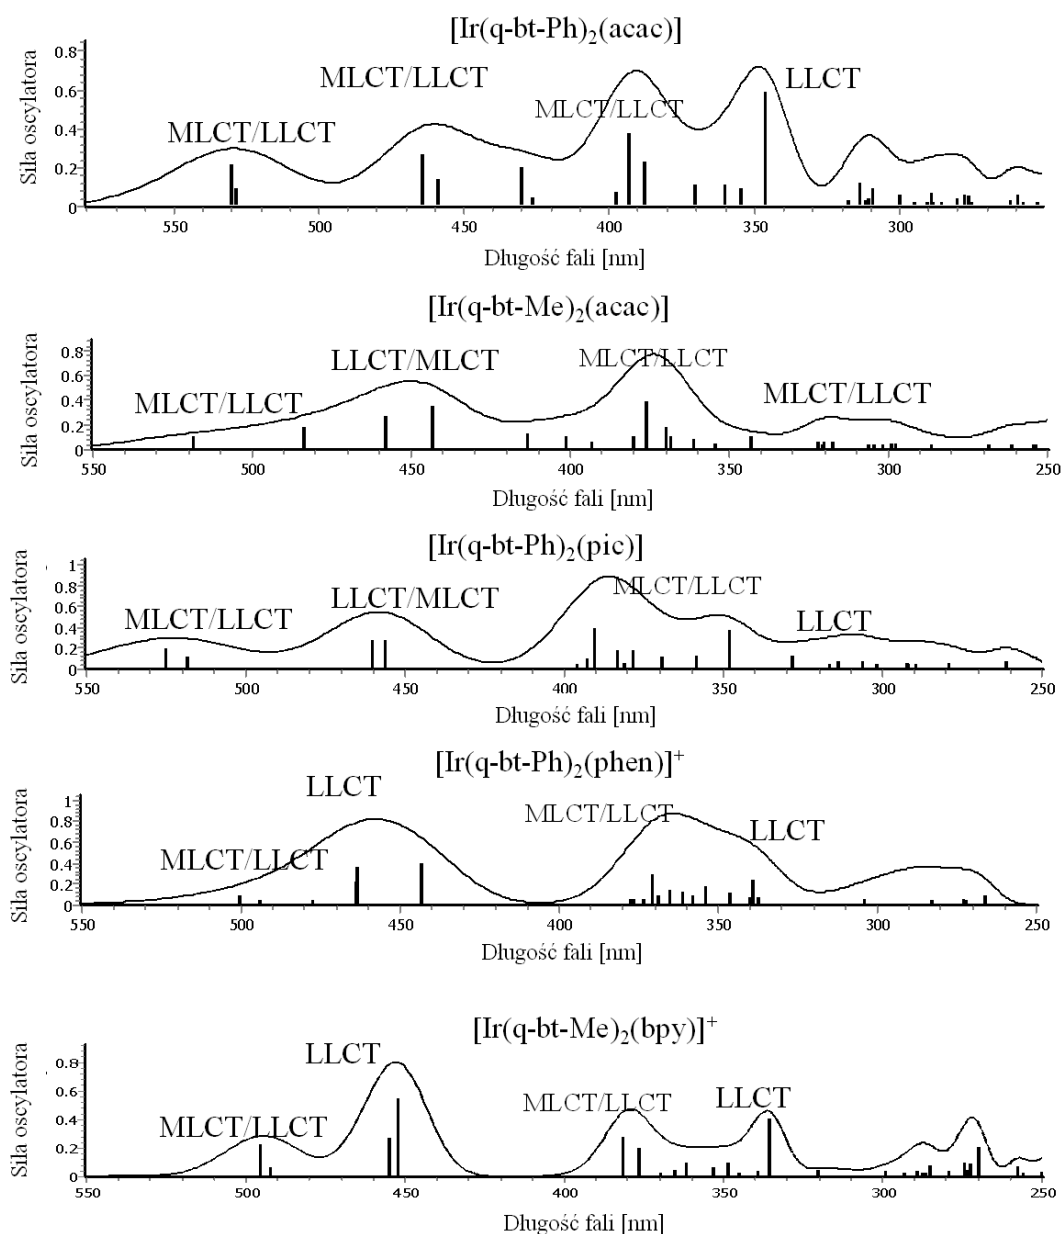 [Ir(q-bt-Ph)₂(acac)]
Siła oscylatora
0.8
0.6
0.4
0.2
0
MLCT/LLCT
MLCT/LLCT
MLCT/LLCT
LLCT
550 500 450 400 350 300
Długość fali [nm]
[Ir(q-bt-Me)₂(acac)]
Siła oscylatora
0.8
0.6
0.4
0.2
0
MLCT/LLCT
LLCT/MLCT
MLCT/LLCT
MLCT/LLCT
550 500 450 400 350 300 250
Długość fali [nm]
[Ir(q-bt-Ph)₂(pic)]
Siła oscylatora
1
0.8
0.6
0.4
0.2
0
MLCT/LLCT
LLCT/MLCT
MLCT/LLCT
LLCT
550 500 450 400 350 300 250
Długość fali [nm]
[Ir(q-bt-Ph)₂(phen)]⁺
Siła oscylatora
1
0.8
0.6
0.4
0.2
0
MLCT/LLCT
LLCT
MLCT/LLCT
LLCT
550 500 450 400 350 300 250
Długość fali [nm]
[Ir(q-bt-Me)₂(bpy)]⁺
Siła oscylatora
0.8
0.6
0.4
0.2
0
MLCT/LLCT
LLCT
MLCT/LLCT
LLCT
550 500 450 400 350 300 250
Długość fali [nm]